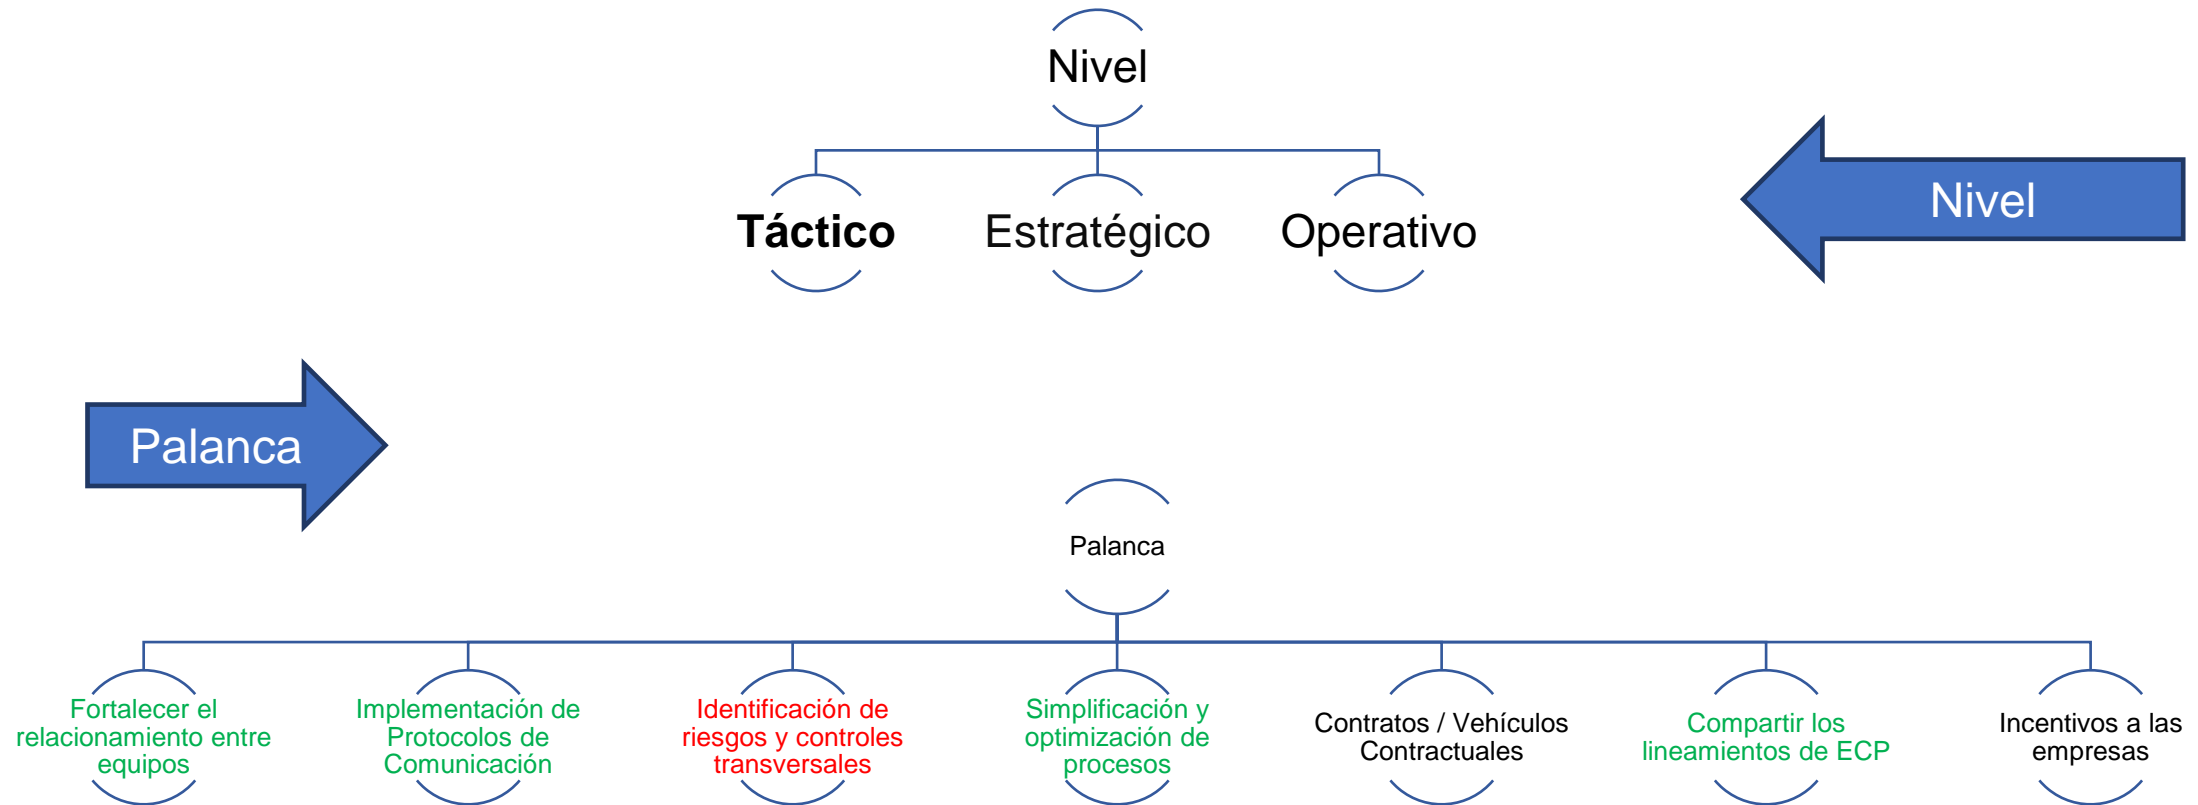 Nivel
Táctico
Estratégico
Operativo
Nivel
Palanca
Palanca
Fortalecer el
relacionamiento entre
equipos
Implementación de
Protocolos de
Comunicación
Identificación de
riesgos y controles
transversales
Simplificación y
optimización de
procesos
Contratos / Vehículos
Contractuales
Compartir los
lineamientos de ECP
Incentivos a las
empresas